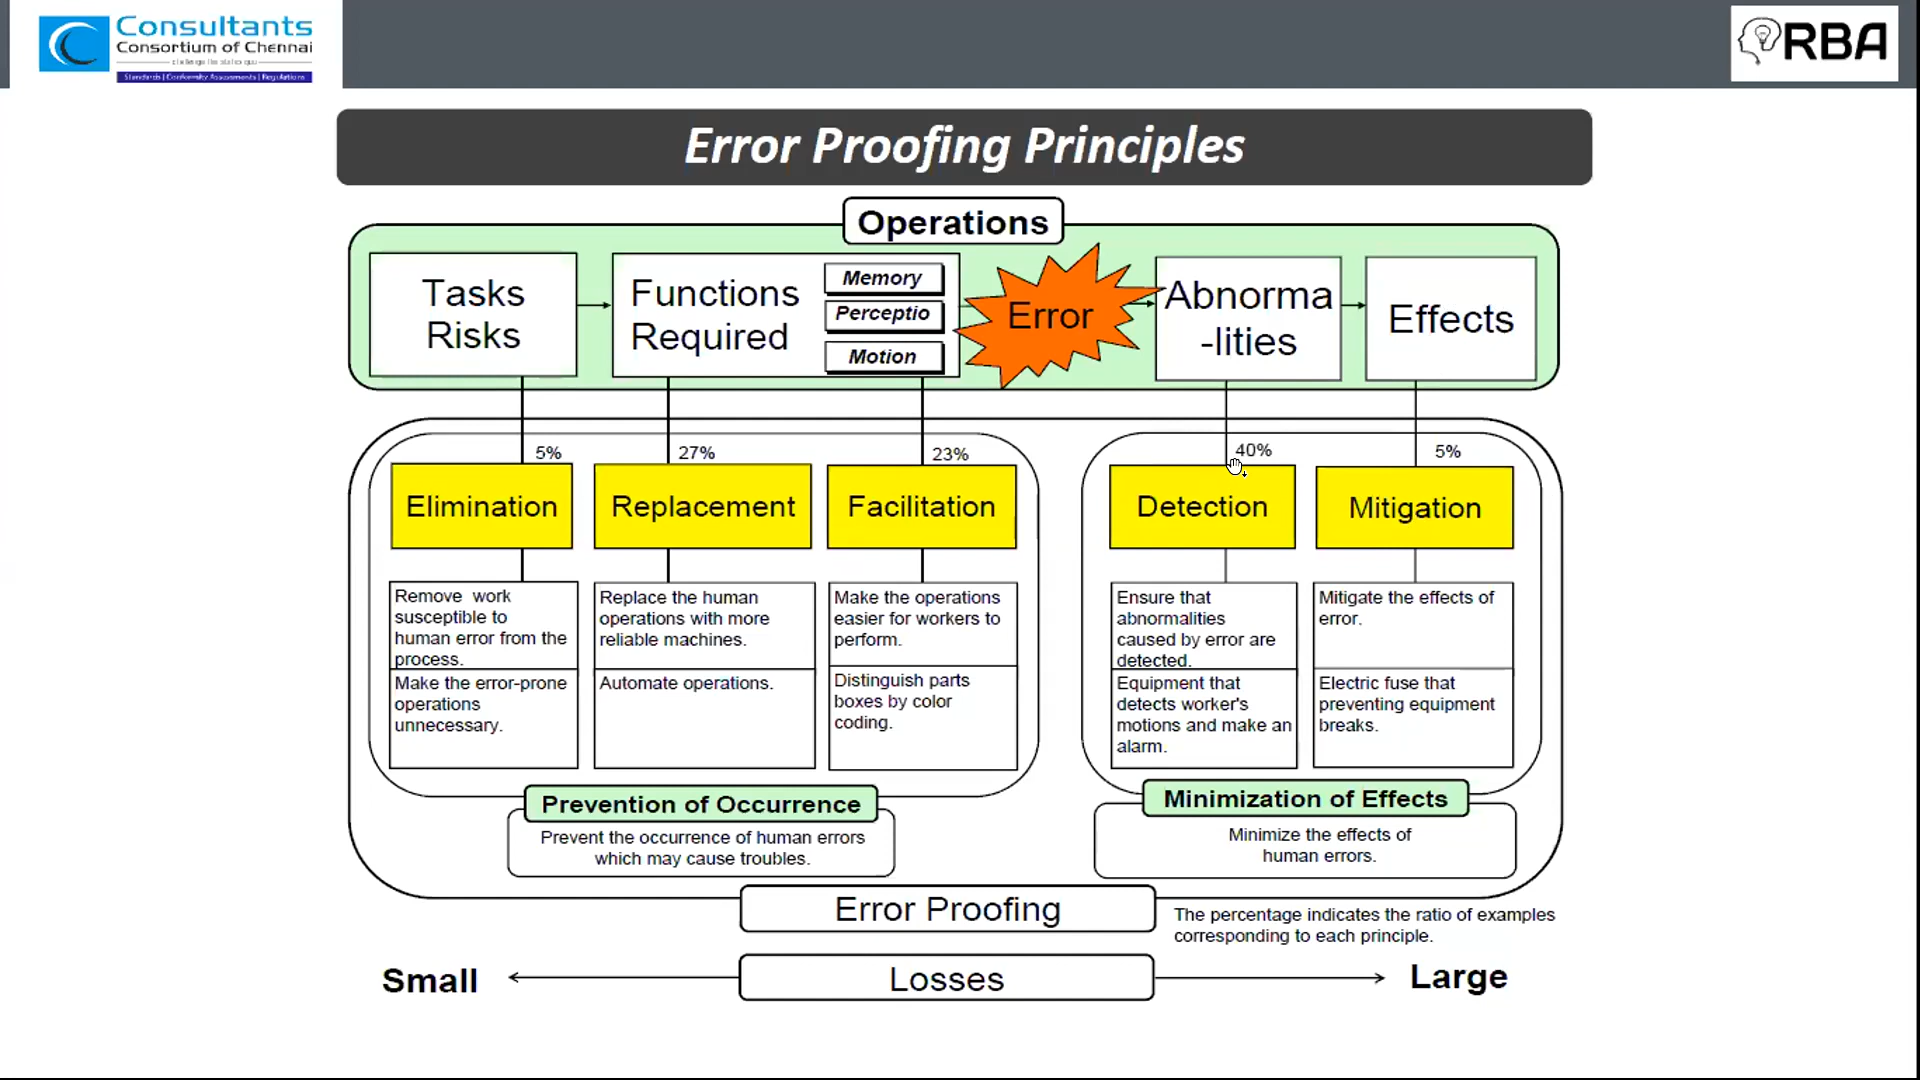 Consultants
Consortium of Chennai
Standards | Conformity Assessments | Regulations
RBA
Error Proofing Principles
Operations
Tasks
Risks
Functions
Required
Memory
Perceptio
Motion
Error
Abnorma
-lities
Effects
5%
27%
23%
40%
5%
Elimination
Replacement
Facilitation
Detection
Mitigation
Remove work
susceptible to
human error from the
process.
Make the error-prone
operations
unnecessary.
Replace the human
operations with more
reliable machines.
Automate operations.
Make the operations
easier for workers to
perform.
Distinguish parts
boxes by color
coding.
Ensure that
abnormalities
caused by error are
detected.
Equipment that
detects worker's
motions and make an
alarm.
Mitigate the effects of
error.
Electric fuse that
preventing equipment
breaks.
Prevention of Occurrence
Prevent the occurrence of human errors
which may cause troubles.
Minimization of Effects
Minimize the effects of
human errors.
Error Proofing
The percentage indicates the ratio of examples
corresponding to each principle.
Small
Losses
Large